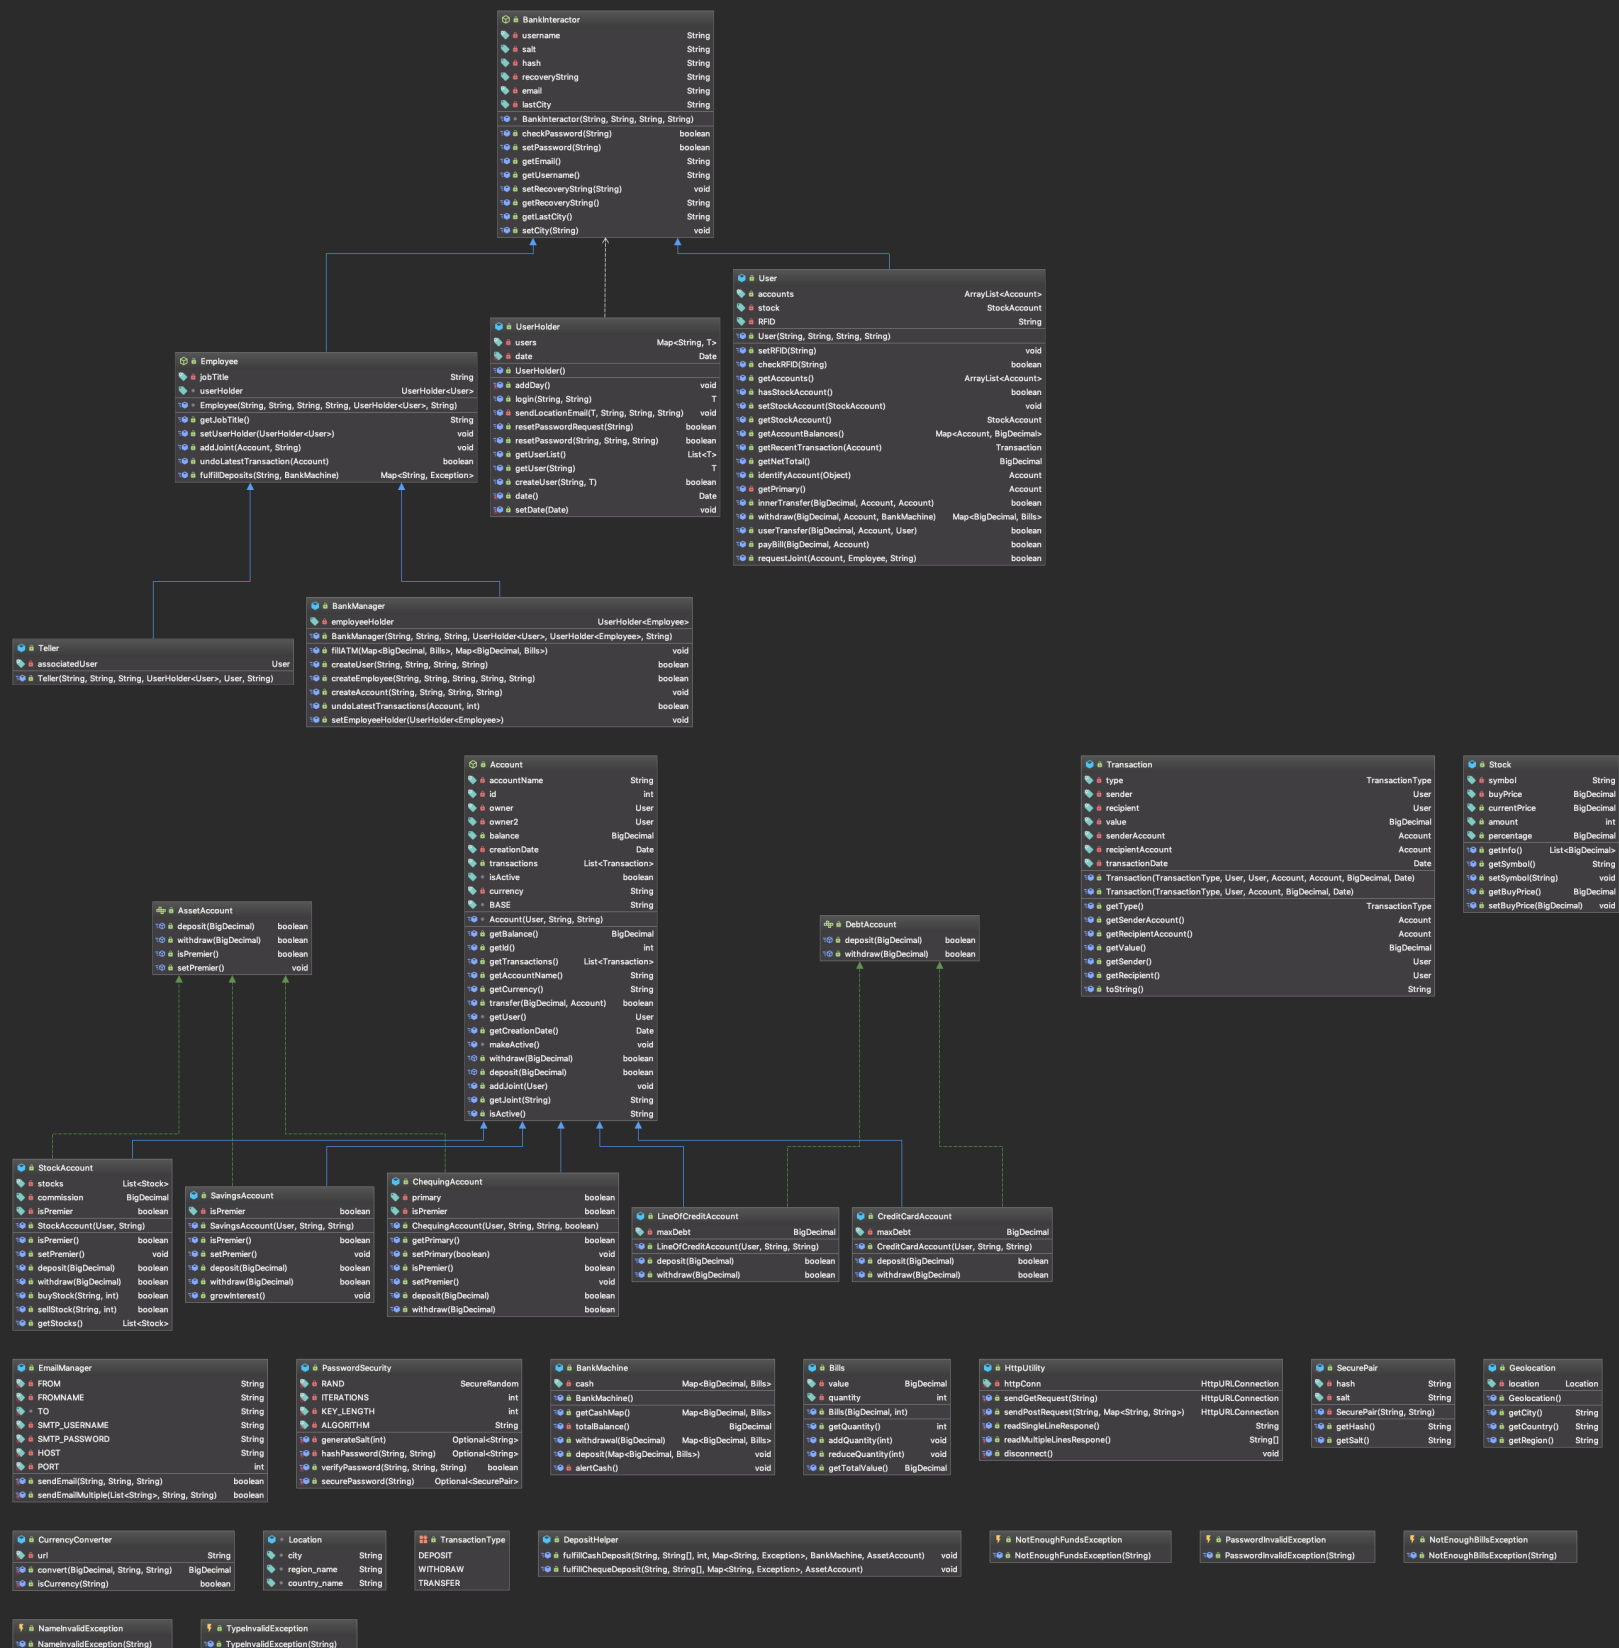 BankInteractor
username String
salt String
hash String
recoveryString String
email String
lastCity String
BankInteractor(String, String, String, String)
checkPassword(String) boolean
setPassword(String) boolean
getEmail() String
getUsername() String
setRecoveryString(String) void
getRecoveryString() String
getLastCity() String
setCity(String) void
User
accounts ArrayList<Account>
stock StockAccount
RFID String
User(String, String, String, String)
setRFID(String) void
checkRFID(String) boolean
getAccounts() ArrayList<Account>
hasStockAccount() boolean
setStockAccount(StockAccount) void
getStockAccount() StockAccount
getAccountBalances() Map<Account, BigDecimal>
getRecentTransaction(Account) Transaction
getNetTotal() BigDecimal
identifyAccount(Object) Account
getPrimary() Account
innerTransfer(BigDecimal, Account, Account) boolean
withdraw(BigDecimal, Account, BankMachine) Map<BigDecimal, Bills>
userTransfer(BigDecimal, Account, User) boolean
payBill(BigDecimal, Account) boolean
requestJoint(Account, Employee, String) boolean
UserHolder
users Map<String, T>
date Date
UserHolder()
addDay() void
login(String, String) T
sendLocationEmail(T, String, String, String) void
resetPasswordRequest(String) boolean
resetPassword(String, String, String) boolean
getUserList() List<T>
getUser(String) T
createUser(String, T) boolean
date() Date
setDate(Date) void
Employee
jobTitle String
userHolder UserHolder<User>
Employee(String, String, String, String, UserHolder<User>, String)
getJobTitle() String
setUserHolder(UserHolder<User>) void
addJoint(Account, String) void
undoLatestTransaction(Account) boolean
fulfillDeposits(String, BankMachine) Map<String, Exception>
BankManager
employeeHolder UserHolder<Employee>
BankManager(String, String, String, UserHolder<User>, UserHolder<Employee>, String)
fillATM(Map<BigDecimal, Bills>, Map<BigDecimal, Bills>) void
createUser(String, String, String, String) boolean
createEmployee(String, String, String, String, String) boolean
createAccount(String, String, String, String) void
undoLatestTransactions(Account, int) boolean
setEmployeeHolder(UserHolder<Employee>) void
Teller
associatedUser User
Teller(String, String, String, UserHolder<User>, User, String)
Account
accountName String
id int
owner User
owner2 User
balance BigDecimal
creationDate Date
transactions List<Transaction>
isActive boolean
currency String
BASE String
Account(User, String, String)
getBalance() BigDecimal
getId() int
getTransactions() List<Transaction>
getAccountName() String
getCurrency() String
transfer(BigDecimal, Account) boolean
getUser() User
getCreationDate() Date
makeActive() void
withdraw(BigDecimal) boolean
deposit(BigDecimal) boolean
addJoint(User) void
getJoint(String) String
isActive() String
Transaction
type TransactionType
sender User
recipient User
value BigDecimal
senderAccount Account
recipientAccount Account
transactionDate Date
Transaction(TransactionType, User, User, Account, Account, BigDecimal, Date)
Transaction(TransactionType, User, Account, BigDecimal, Date)
getType() TransactionType
getSenderAccount() Account
getRecipientAccount() Account
getValue() BigDecimal
getSender() User
getRecipient() User
toString() String
Stock
symbol String
buyPrice BigDecimal
currentPrice BigDecimal
amount int
percentage BigDecimal
getInfo() List<BigDecimal>
getSymbol() String
setSymbol(String) void
getBuyPrice() BigDecimal
setBuyPrice(BigDecimal) void
AssetAccount
deposit(BigDecimal) boolean
withdraw(BigDecimal) boolean
isPremier() boolean
setPremier() void
DebtAccount
deposit(BigDecimal) boolean
withdraw(BigDecimal) boolean
StockAccount
stocks List<Stock>
commission BigDecimal
isPremier boolean
StockAccount(User, String)
isPremier() boolean
setPremier() void
deposit(BigDecimal) boolean
withdraw(BigDecimal) boolean
buyStock(String, int) boolean
sellStock(String, int) boolean
getStocks() List<Stock>
SavingsAccount
isPremier boolean
SavingsAccount(User, String, String)
isPremier() boolean
setPremier() void
deposit(BigDecimal) boolean
withdraw(BigDecimal) boolean
growInterest() void
ChequingAccount
primary boolean
isPremier boolean
ChequingAccount(User, String, String, boolean)
getPrimary() boolean
setPrimary(boolean) void
isPremier() boolean
setPremier() void
deposit(BigDecimal) boolean
withdraw(BigDecimal) boolean
LineOfCreditAccount
maxDebt BigDecimal
LineOfCreditAccount(User, String, String)
deposit(BigDecimal) boolean
withdraw(BigDecimal) boolean
CreditCardAccount
maxDebt BigDecimal
CreditCardAccount(User, String, String)
deposit(BigDecimal) boolean
withdraw(BigDecimal) boolean
EmailManager
FROM String
FROMNAME String
TO String
SMTP_USERNAME String
SMTP_PASSWORD String
HOST String
PORT int
sendEmail(String, String, String) boolean
sendEmailMultiple(List<String>, String, String) boolean
PasswordSecurity
RAND SecureRandom
ITERATIONS int
KEY_LENGTH int
ALGORITHM String
generateSalt(int) Optional<String>
hashPassword(String, String) Optional<String>
verifyPassword(String, String, String) boolean
securePassword(String) Optional<SecurePair>
BankMachine
cash Map<BigDecimal, Bills>
BankMachine()
getCashMap() Map<BigDecimal, Bills>
totalBalance() BigDecimal
withdrawal(BigDecimal) Map<BigDecimal, Bills>
deposit(Map<BigDecimal, Bills>) void
alertCash() void
Bills
value BigDecimal
quantity int
Bills(BigDecimal, int)
getQuantity() int
addQuantity(int) void
reduceQuantity(int) void
getTotalValue() BigDecimal
HttpUtility
httpConn HttpURLConnection
sendGetRequest(String) HttpURLConnection
sendPostRequest(String, Map<String, String>) HttpURLConnection
readSingleLineRespone() String
readMultipleLinesRespone() String[]
disconnect() void
SecurePair
hash String
salt String
SecurePair(String, String)
getHash() String
getSalt() String
Geolocation
location Location
Geolocation()
getCity() String
getCountry() String
getRegion() String
CurrencyConverter
url String
convert(BigDecimal, String, String) BigDecimal
isCurrency(String) boolean
Location
city String
region_name String
country_name String
TransactionType
DEPOSIT
WITHDRAW
TRANSFER
DepositHelper
fulfillCashDeposit(String, String[], int, Map<String, Exception>, BankMachine, AssetAccount) void
fulfillChequeDeposit(String, String[], Map<String, Exception>, AssetAccount) void
NotEnoughFundsException
NotEnoughFundsException(String)
PasswordInvalidException
PasswordInvalidException(String)
NotEnoughBillsException
NotEnoughBillsException(String)
NameInvalidException
NameInvalidException(String)
TypeInvalidException
TypeInvalidException(String)